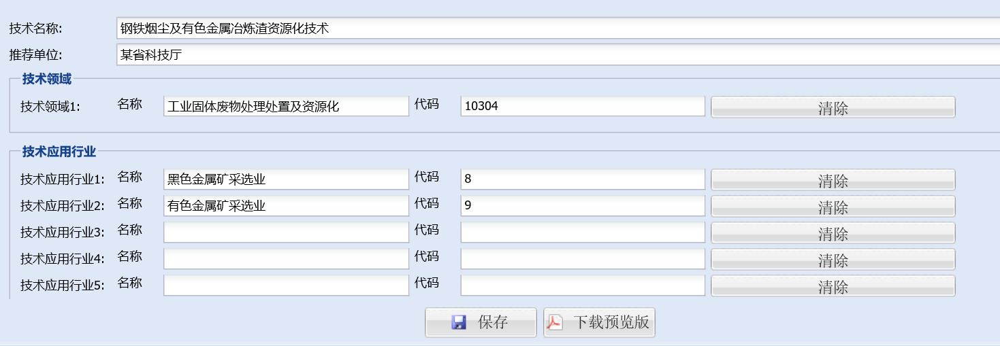 技术名称: 钢铁烟尘及有色金属冶炼渣资源化技术
推荐单位: 某省科技厅
技术领域
技术领域1: 名称 工业固体废物处理处置及资源化 代码 10304 清除
技术应用行业
技术应用行业1: 名称 黑色金属矿采选业 代码 8 清除
技术应用行业2: 名称 有色金属矿采选业 代码 9 清除
技术应用行业3: 名称 代码 清除
技术应用行业4: 名称 代码 清除
技术应用行业5: 名称 代码 清除
保存 下载预览版